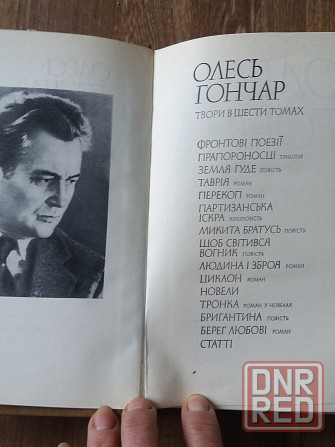 ОЛЕСЬ
ГОНЧАР
ТВОРИ В ШЕСТИ ТОМАХ
ФРОНТОВІ ПОЕЗІЇ
ПРАПОРОНОСЦІ ТРИЛОГІЯ
ЗЕМЛЯ ГУДЕ ПОВІСТЬ
ТАВРІЯ РОМАН
ПЕРЕКОП РОМАН
ПАРТИЗАНСЬКА
ІСКРА КІНОПОВІСТЬ
МИКИТА БРАТУСЬ ПОВІСТЬ
ЩОБ СВІТИВСЯ
ВОГНИК ПОВІСТЬ
ЛЮДИНА І ЗБРОЯ РОМАН
ЦИКЛОН РОМАН
НОВЕЛИ
ТРОНКА РОМАН У НОВЕЛАХ
БРИГАНТИНА ПОВІСТЬ
БЕРЕГ ЛЮБОВІ РОМАН
СТАТТІ
DNR
RED